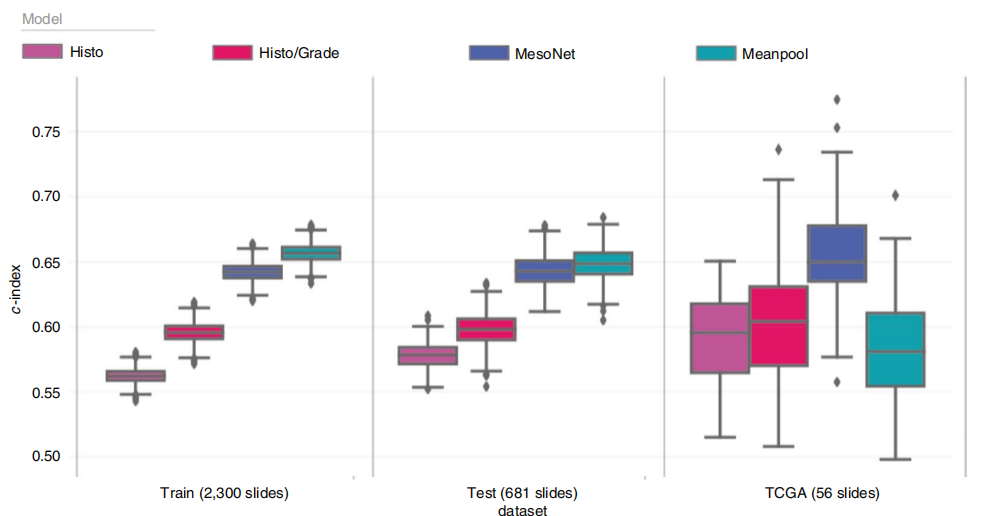 Model
Histo
Histo/Grade
MesoNet
Meanpool
c-index
0.75
0.70
0.65
0.60
0.55
0.50
Train (2,300 slides)
Test (681 slides)
TCGA (56 slides)
dataset